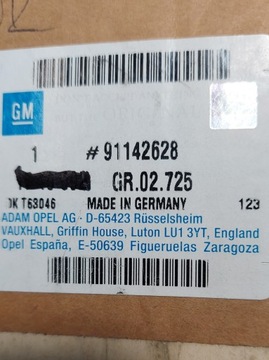 GM
1 # 91142628
GR.02.725
DK T63046 MADE IN GERMANY 123
ADAM OPEL AG · D-65423 Rüsselsheim
VAUXHALL, Griffin House, Luton LU1 3YT, England
Opel España, E-50639 Figueruelas Zaragoza